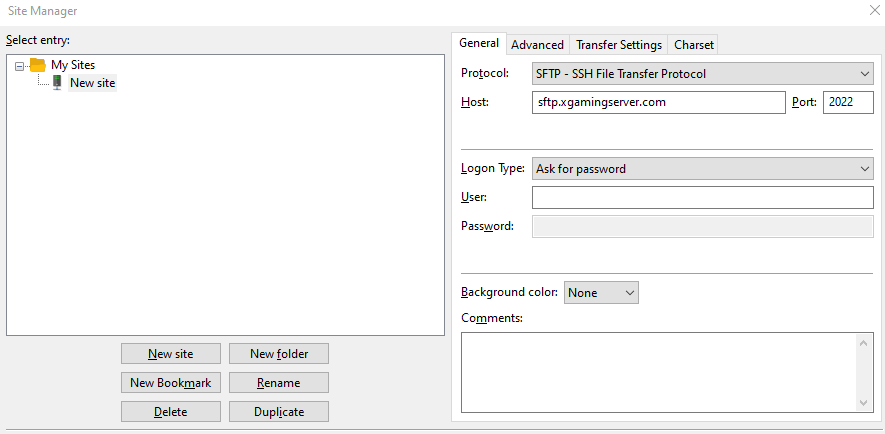 Site Manager
Select entry:
My Sites
New site
New site New folder
New Bookmark Rename
Delete Duplicate
General Advanced Transfer Settings Charset
Protocol: SFTP - SSH File Transfer Protocol
Host: sftp.xgamingserver.com Port: 2022
Logon Type: Ask for password
User:
Password:
Background color: None
Comments: